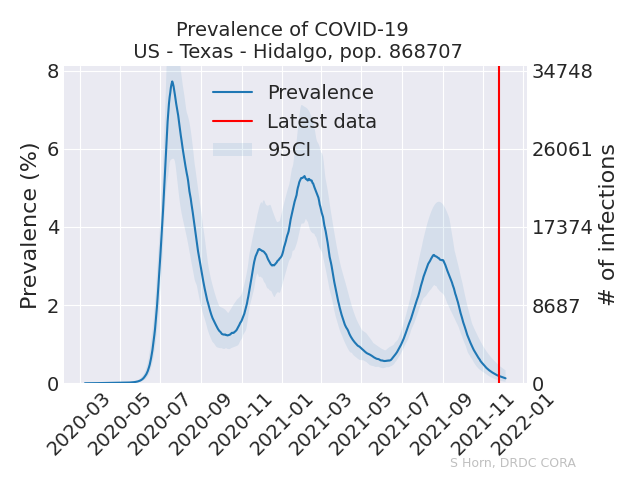 Prevalence of COVID-19
US - Texas - Hidalgo, pop. 868707
Prevalence
Latest data
95CI
Prevalence (%)
8
6
4
2
0
34748
26061
17374
8687
0
# of infections
2020-03
2020-05
2020-07
2020-09
2020-11
2021-01
2021-03
2021-05
2021-07
2021-09
2021-11
2022-01
S Horn, DRDC CORA